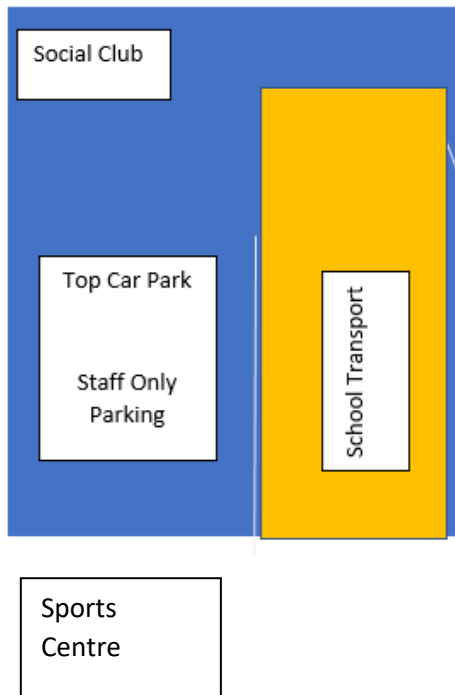 Social Club
Top Car Park
Staff Only
Parking
School Transport
Sports
Centre